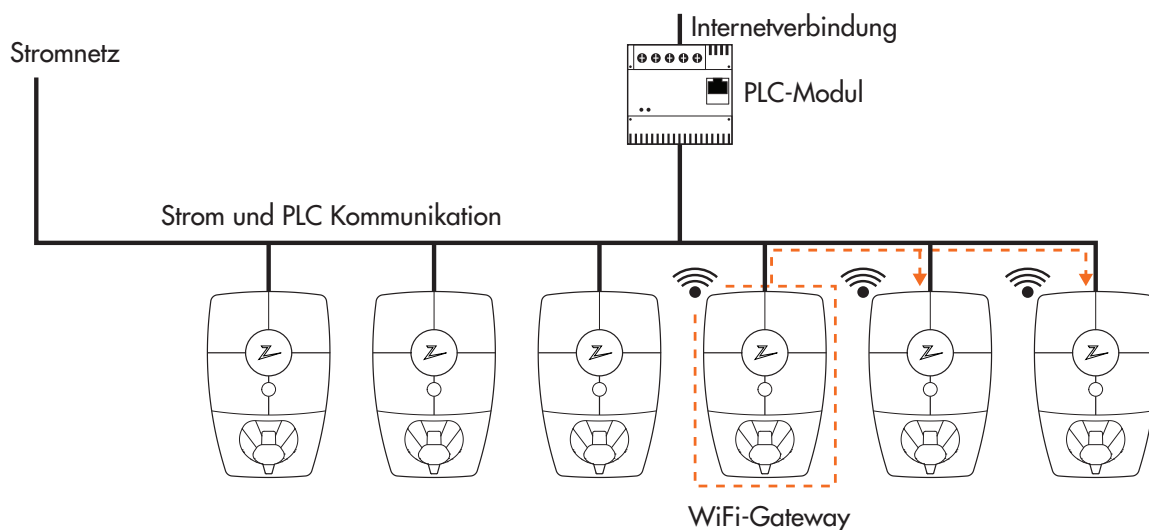 Internetverbindung
Stromnetz
PLC-Modul
Strom und PLC Kommunikation
WiFi-Gateway